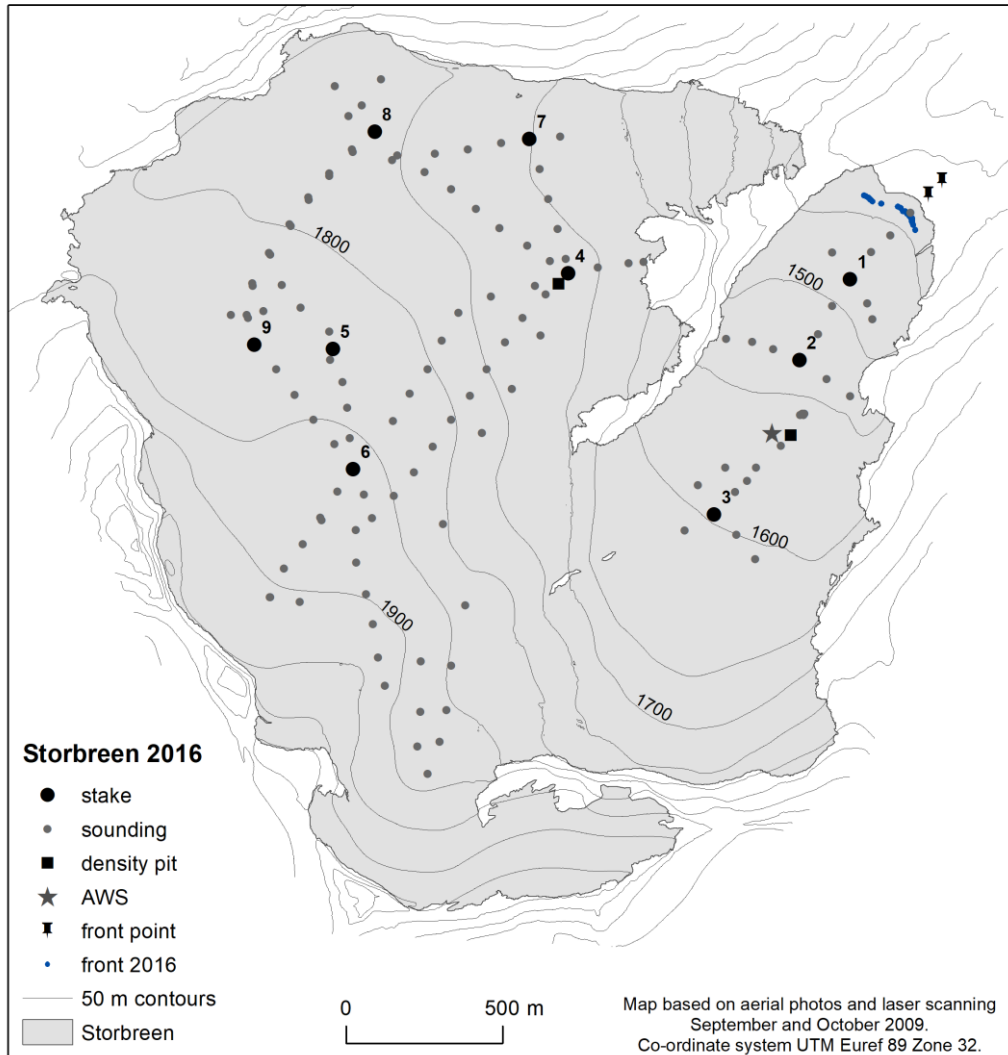 8
7
1800
4
1
1500
9
5
2
6
3
1600
1900
1700
Storbreen 2016
stake
sounding
density pit
AWS
front point
front 2016
50 m contours
Storbreen
0 500 m
Map based on aerial photos and laser scanning
September and October 2009.
Co-ordinate system UTM Euref 89 Zone 32.